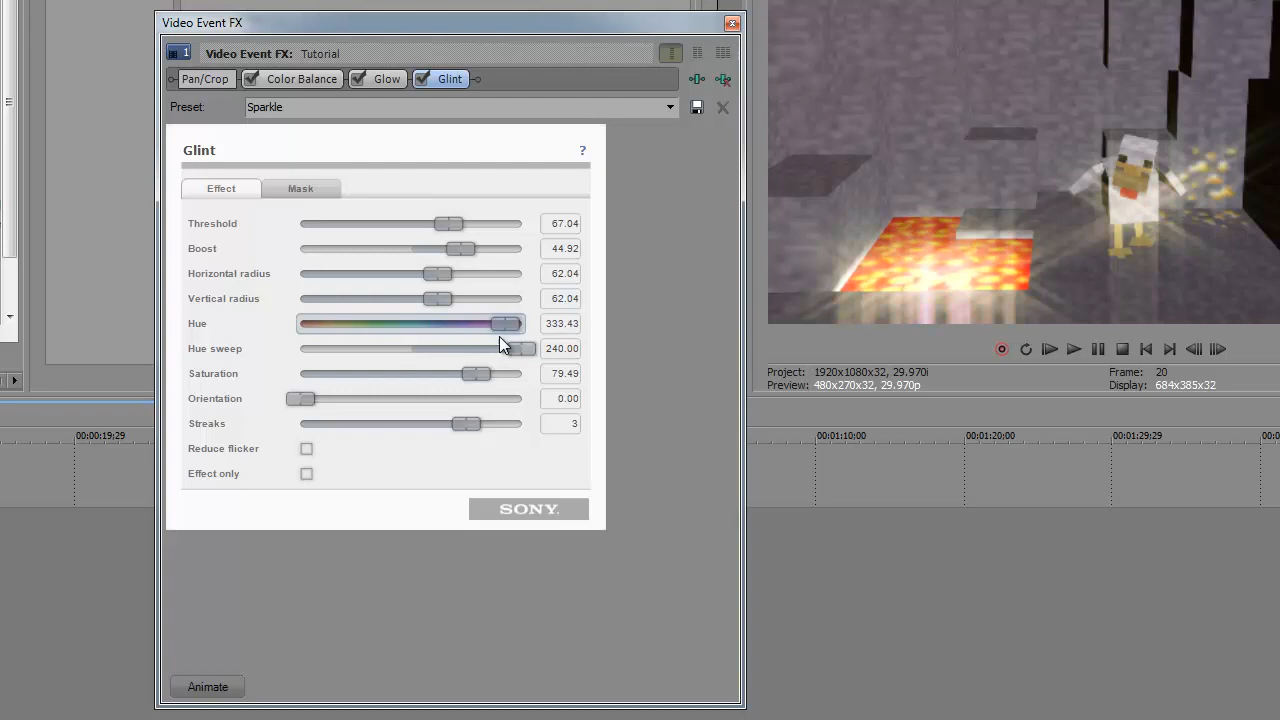 Video Event FX
1 Video Event FX: Tutorial
Pan/Crop Color Balance Glow Glint
Preset: Sparkle
Glint ?
Effect Mask
Threshold 67.04
Boost 44.92
Horizontal radius 62.04
Vertical radius 62.04
Hue 333.43
Hue sweep 240.00
Saturation 79.49
Orientation 0.00
Streaks 3
Reduce flicker
Effect only
SONY
Animate
Project: 1920x1080x32, 29.970i Frame: 20
Preview: 480x270x32, 29.970p Display: 684x385x32
00:00:19;29 00:01:10;00 00:01:20;00 00:01:29;29